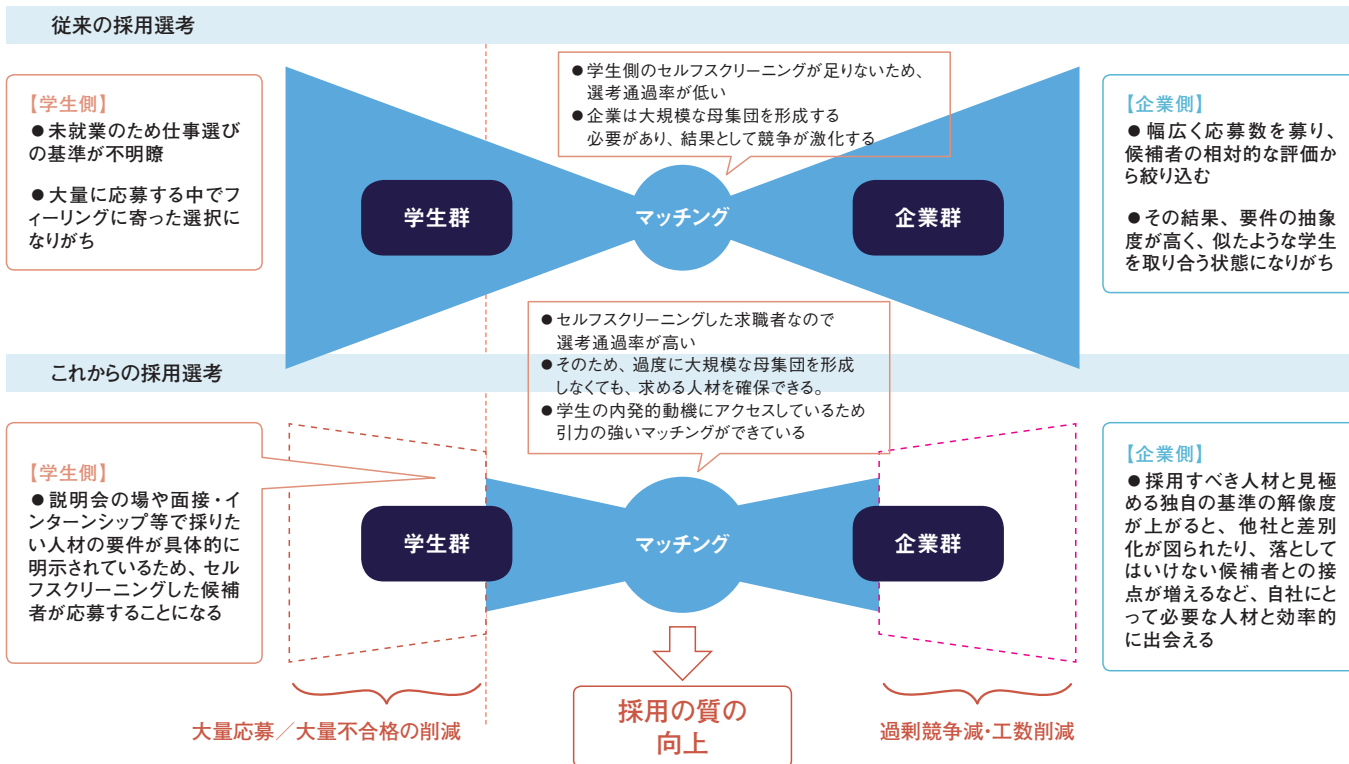 従来の採用選考
【学生側】
●未就業のため仕事選び
の基準が不明瞭
●大量に応募する中でフ
ィーリングに寄った選択に
なりがち
●学生側のセルフスクリーニングが足りないため、
選考通過率が低い
●企業は大規模な母集団を形成する
必要があり、結果として競争が激化する
学生群
マッチング
企業群
【企業側】
●幅広く応募数を募り、
候補者の相対的な評価か
ら絞り込む
●その結果、要件の抽象
度が高く、似たような学生
を取り合う状態になりがち
これからの採用選考
●セルフスクリーニングした求職者なので
選考通過率が高い
●そのため、過度に大規模な母集団を形成
しなくても、求める人材を確保できる。
●学生の内発的動機にアクセスしているため
引力の強いマッチングができている
【学生側】
●説明会の場や面接・イ
ンターンシップ等で採りた
い人材の要件が具体的に
明示されているため、セル
フスクリーニングした候補
者が応募することになる
学生群
マッチング
企業群
【企業側】
●採用すべき人材と見極
める独自の基準の解像度
が上がると、他社と差別
化が図られたり、落として
はいけない候補者との接
点が増えるなど、自社にと
って必要な人材と効率的
に出会える
大量応募／大量不合格の削減
採用の質の
向上
過剰競争減・工数削減